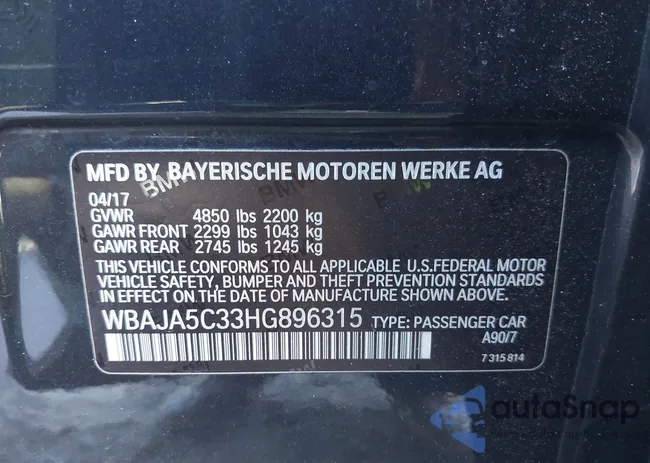 MFD BY BAYERISCHE MOTOREN WERKE AG
04/17
GVWR 4850 lbs 2200 kg
GAWR FRONT 2299 lbs 1043 kg
GAWR REAR 2745 lbs 1245 kg
THIS VEHICLE CONFORMS TO ALL APPLICABLE U.S.FEDERAL MOTOR
VEHICLE SAFETY, BUMPER AND THEFT PREVENTION STANDARDS
IN EFFECT ON THE DATE OF MANUFACTURE SHOWN ABOVE.
WBAJA5C33HG896315 TYPE: PASSENGER CAR
A90/7
7 315 814
autoSnap